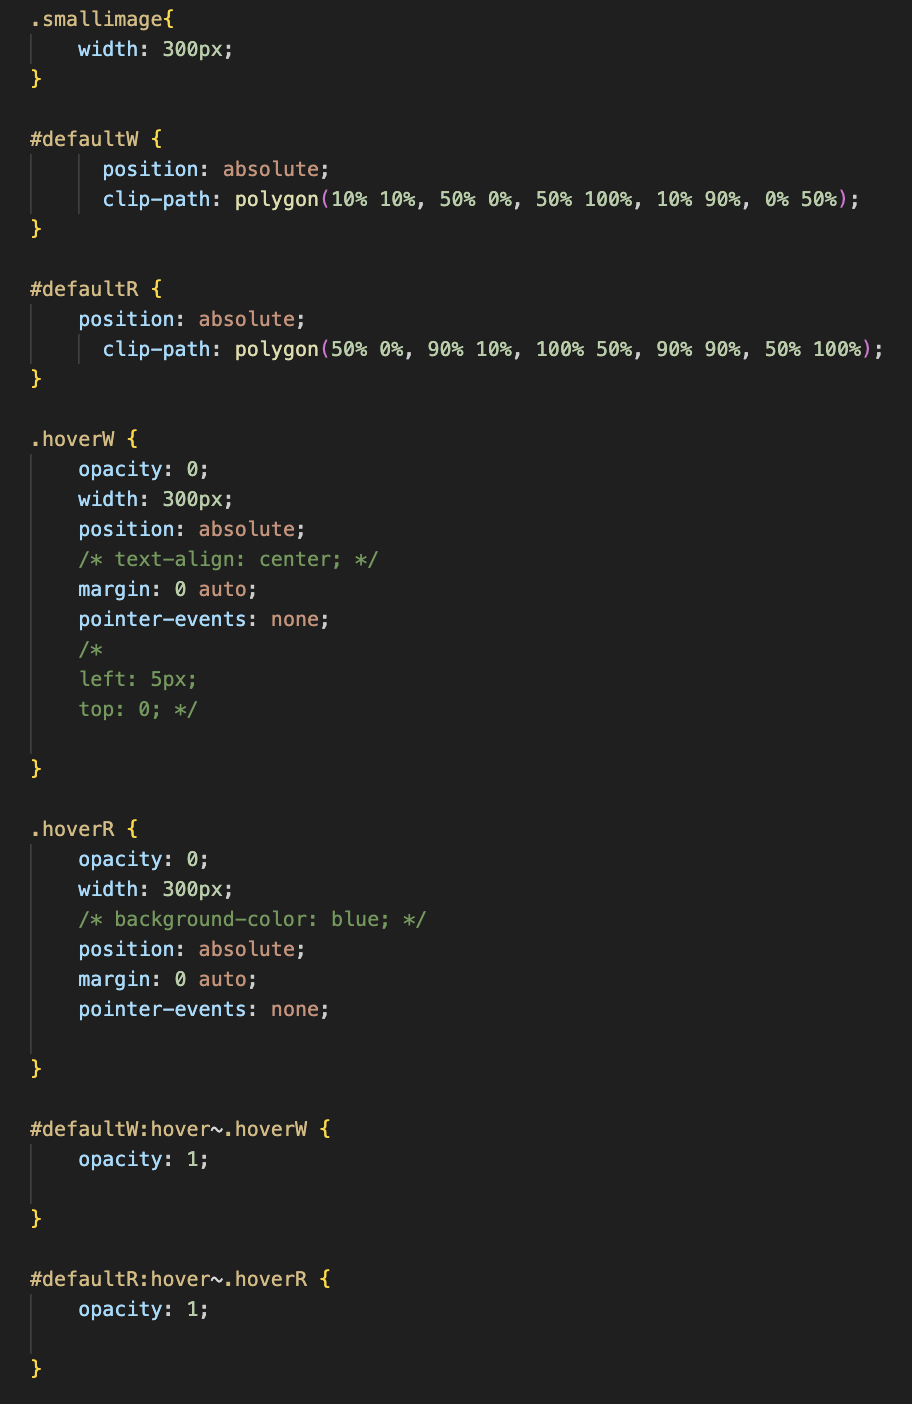 .smallimage{
width: 300px;
}
#defaultW {
position: absolute;
clip-path: polygon(10% 10%, 50% 0%, 50% 100%, 10% 90%, 0% 50%);
}
#defaultR {
position: absolute;
clip-path: polygon(50% 0%, 90% 10%, 100% 50%, 90% 90%, 50% 100%);
}
.hoverW {
opacity: 0;
width: 300px;
position: absolute;
/* text-align: center; */
margin: 0 auto;
pointer-events: none;
/*
left: 5px;
top: 0; */
}
.hoverR {
opacity: 0;
width: 300px;
/* background-color: blue; */
position: absolute;
margin: 0 auto;
pointer-events: none;
}
#defaultW:hover~.hoverW {
opacity: 1;
}
#defaultR:hover~.hoverR {
opacity: 1;
}